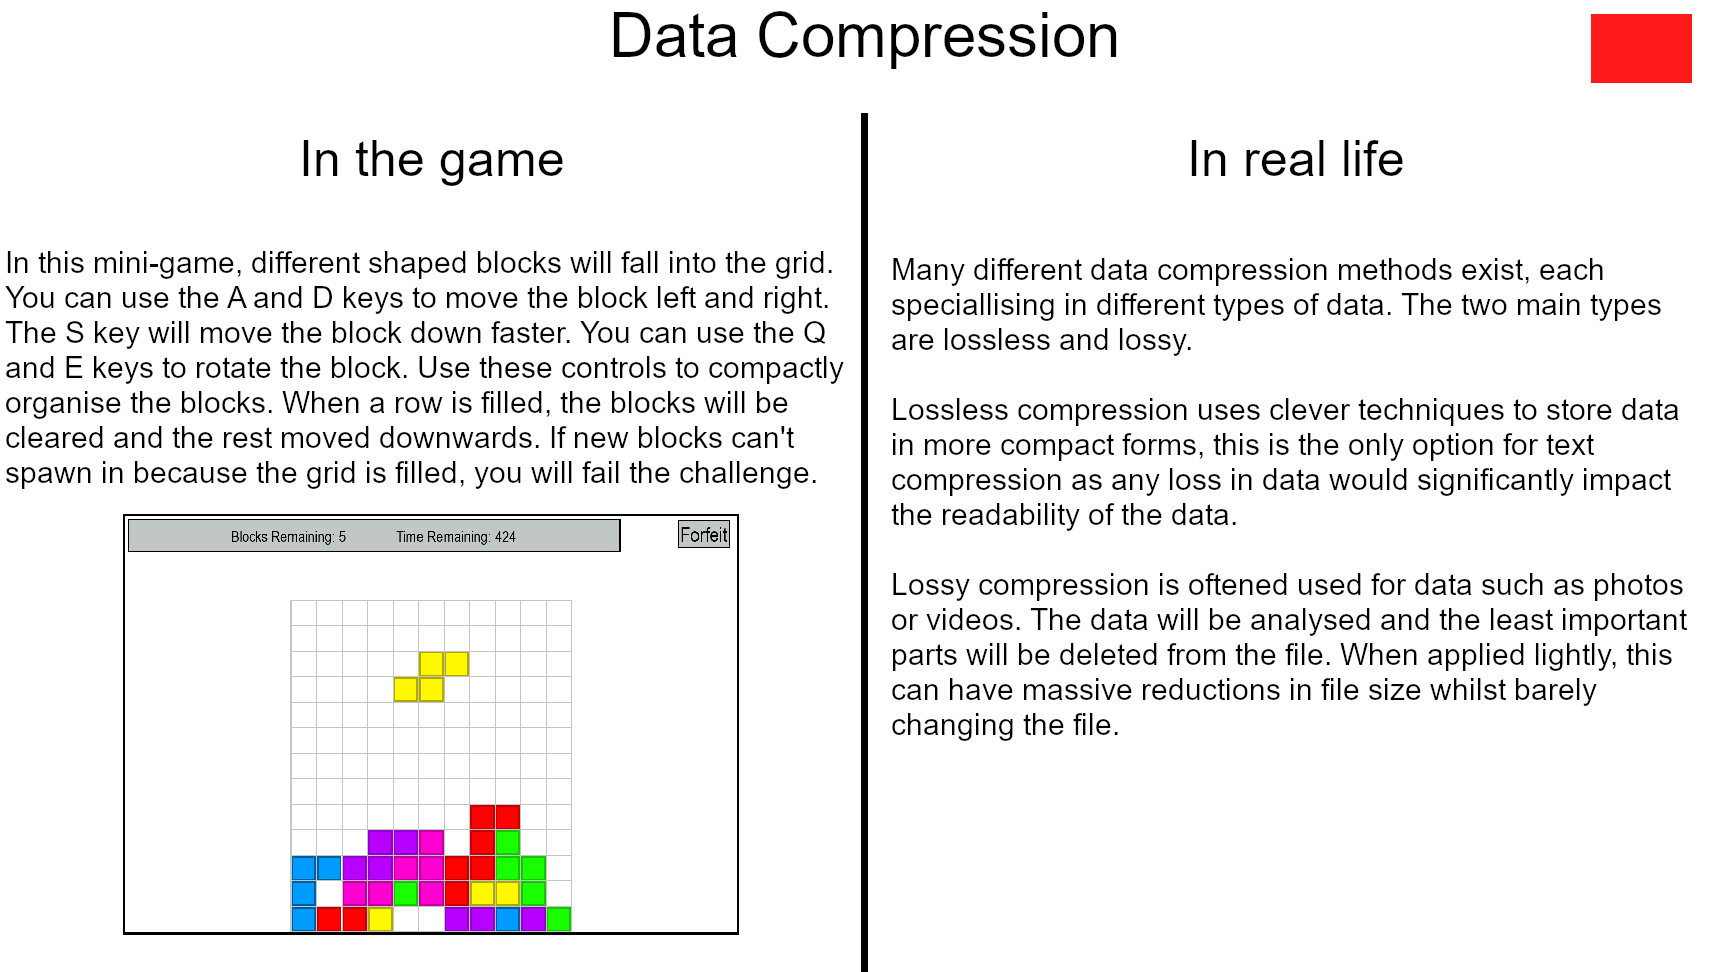 Data Compression
In the game
In this mini-game, different shaped blocks will fall into the grid.
You can use the A and D keys to move the block left and right.
The S key will move the block down faster. You can use the Q
and E keys to rotate the block. Use these controls to compactly
organise the blocks. When a row is filled, the blocks will be
cleared and the rest moved downwards. If new blocks can't
spawn in because the grid is filled, you will fail the challenge.
Blocks Remaining: 5 Time Remaining: 424
Forfeit
In real life
Many different data compression methods exist, each
speciallising in different types of data. The two main types
are lossless and lossy.
Lossless compression uses clever techniques to store data
in more compact forms, this is the only option for text
compression as any loss in data would significantly impact
the readability of the data.
Lossy compression is oftened used for data such as photos
or videos. The data will be analysed and the least important
parts will be deleted from the file. When applied lightly, this
can have massive reductions in file size whilst barely
changing the file.